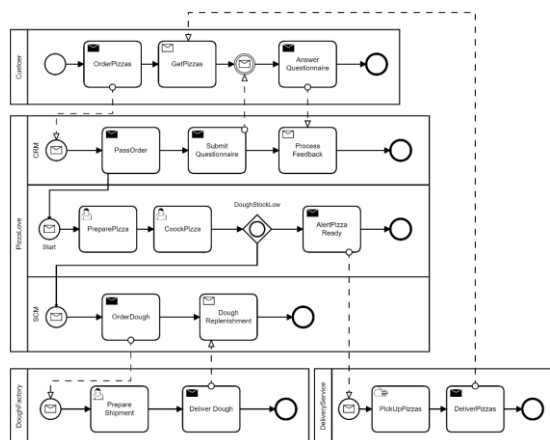 Custoer
OrderPizzas
GetPizzas
Answer
Questionnaire
PizzaLove
CRM
PassOrder
Submit
Questionnaire
Process
Feedback
Start
PreparePizza
CoockPizza
DoughStockLow
AlertPizza
Ready
SCM
OrderDough
Dough
Replenishment
DoughFactory
Prepare
Shipment
Deliver Dough
DeliveryService
PickUpPizzas
DeliverPizzas